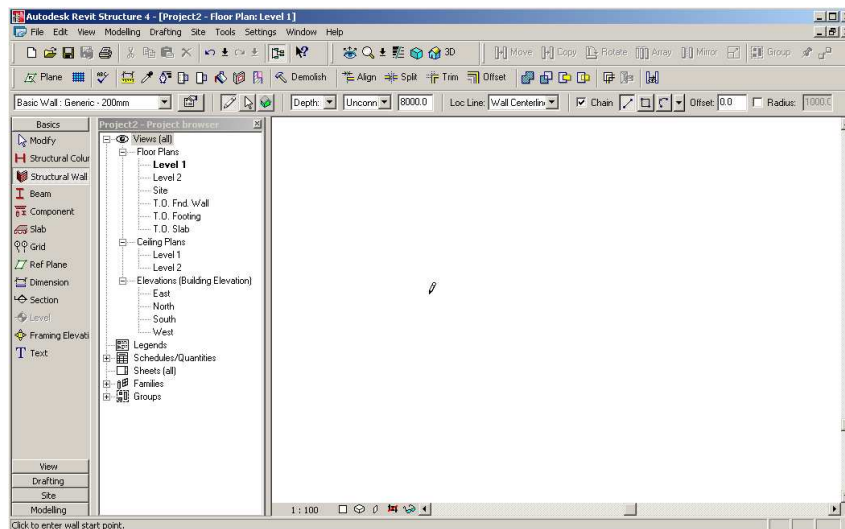 Autodesk Revit Structure 4 - [Project2 - Floor Plan: Level 1]
File Edit View Modelling Drafting Site Tools Settings Window Help
3D Move Copy Rotate Array Mirror Group
Plane Demolish Align Split Trim Offset
Basic Wall : Generic - 200mm Depth: Unconn 8000.0 Loc Line: Wall Centerline Chain Offset: 0.0 Radius: 1000.0
Basics
Modify
Structural Colur
Structural Wall
Beam
Component
Slab
Grid
Ref Plane
Dimension
Section
Level
Framing Elevati
Text
View
Drafting
Site
Modelling
Project2 - Project browser
Views (all)
Floor Plans
Level 1
Level 2
Site
T.O. Fnd. Wall
T.O. Footing
T.O. Slab
Ceiling Plans
Level 1
Level 2
Elevations (Building Elevation)
East
North
South
West
Legends
Schedules/Quantities
Sheets (all)
Families
Groups
1 : 100
Click to enter wall start point.